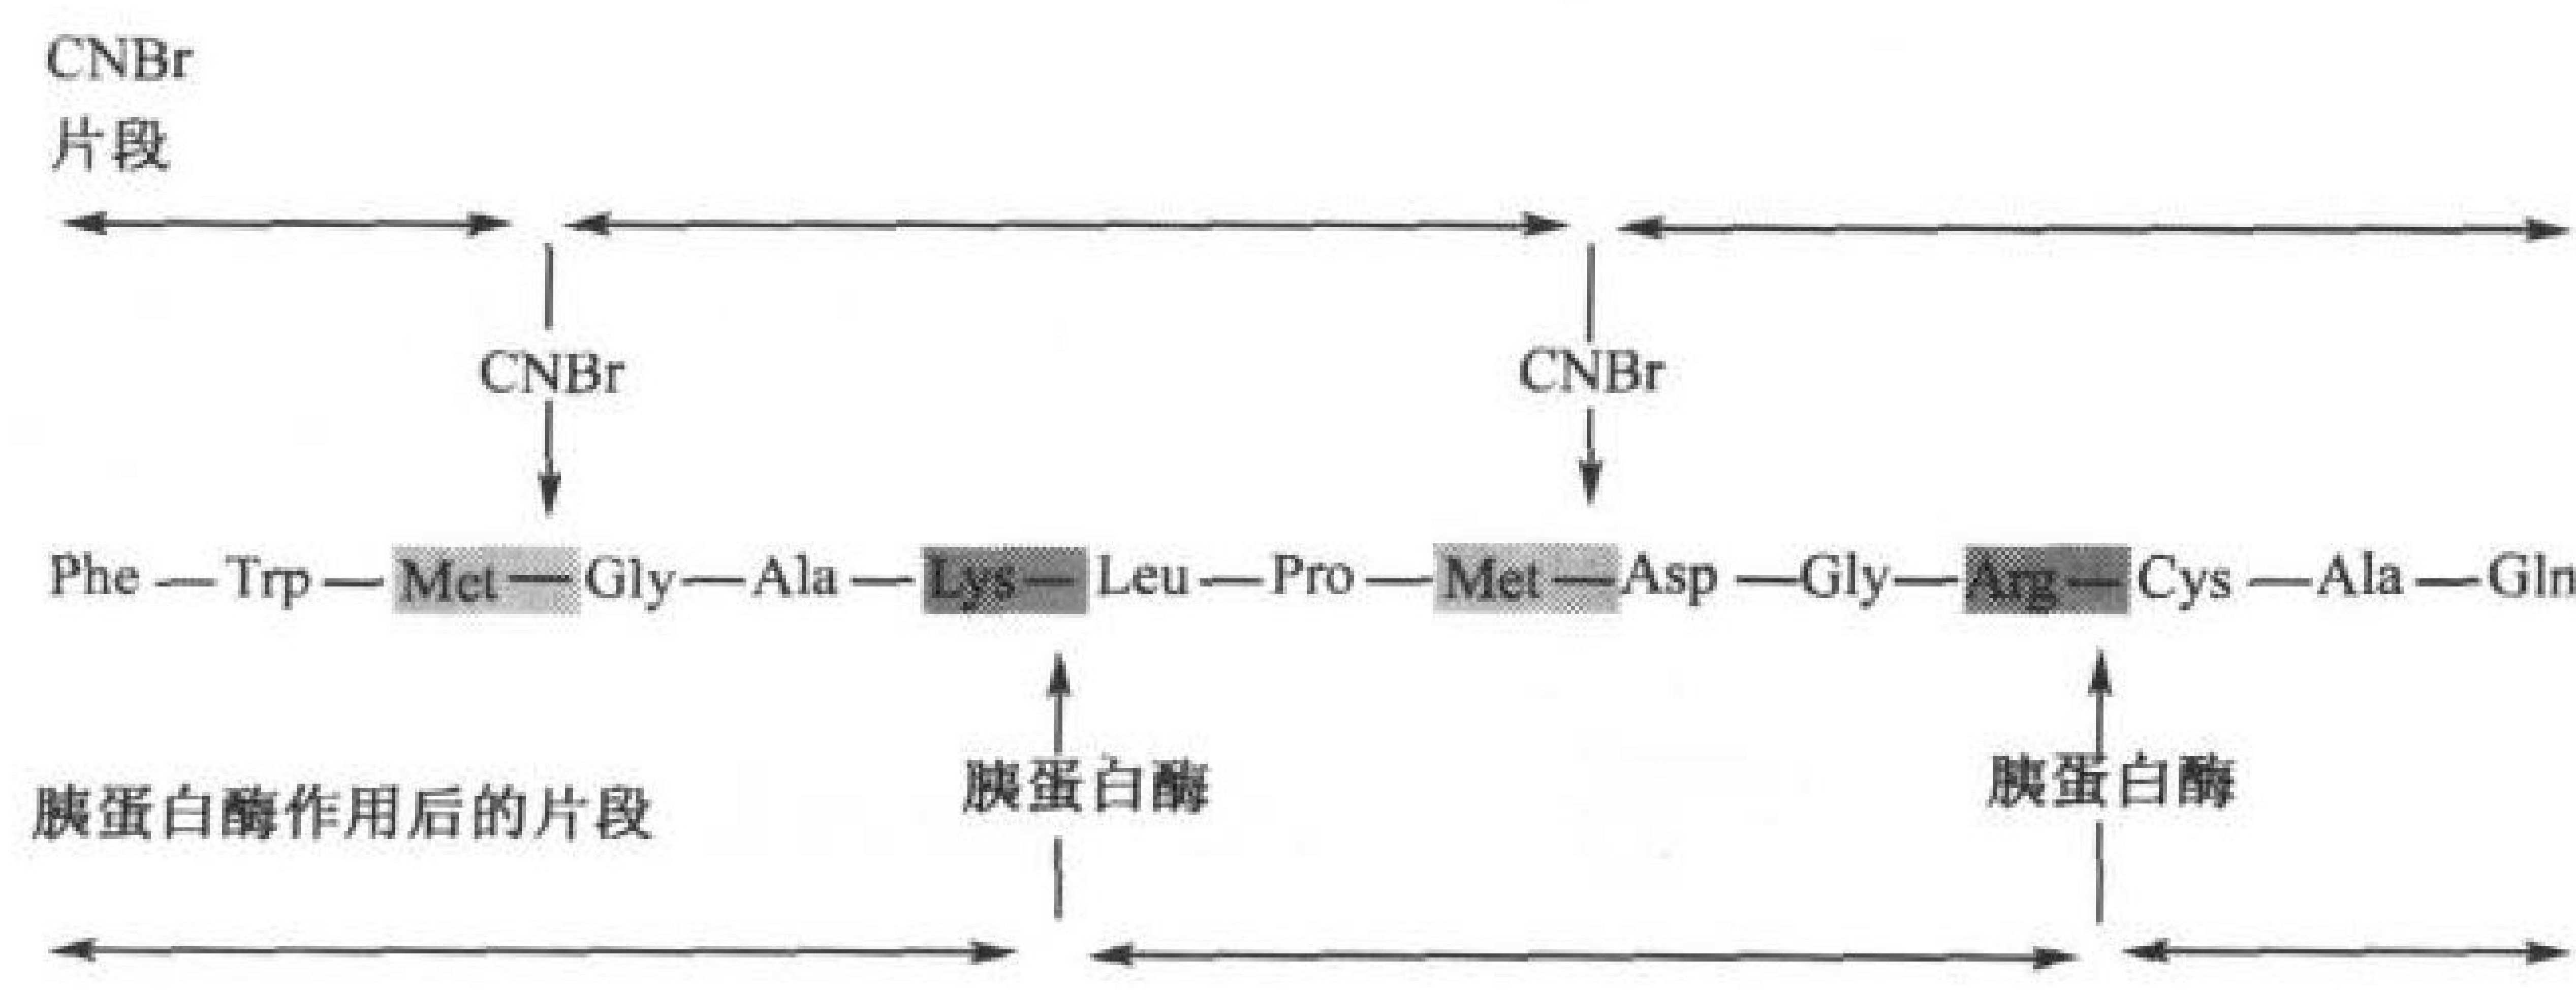 CNBr
片段
CNBr CNBr
Phe — Trp — Met — Gly — Ala — Lys — Leu — Pro — Met — Asp — Gly — Arg — Cys — Ala — Gln
胰蛋白酶 胰蛋白酶
胰蛋白酶作用后的片段